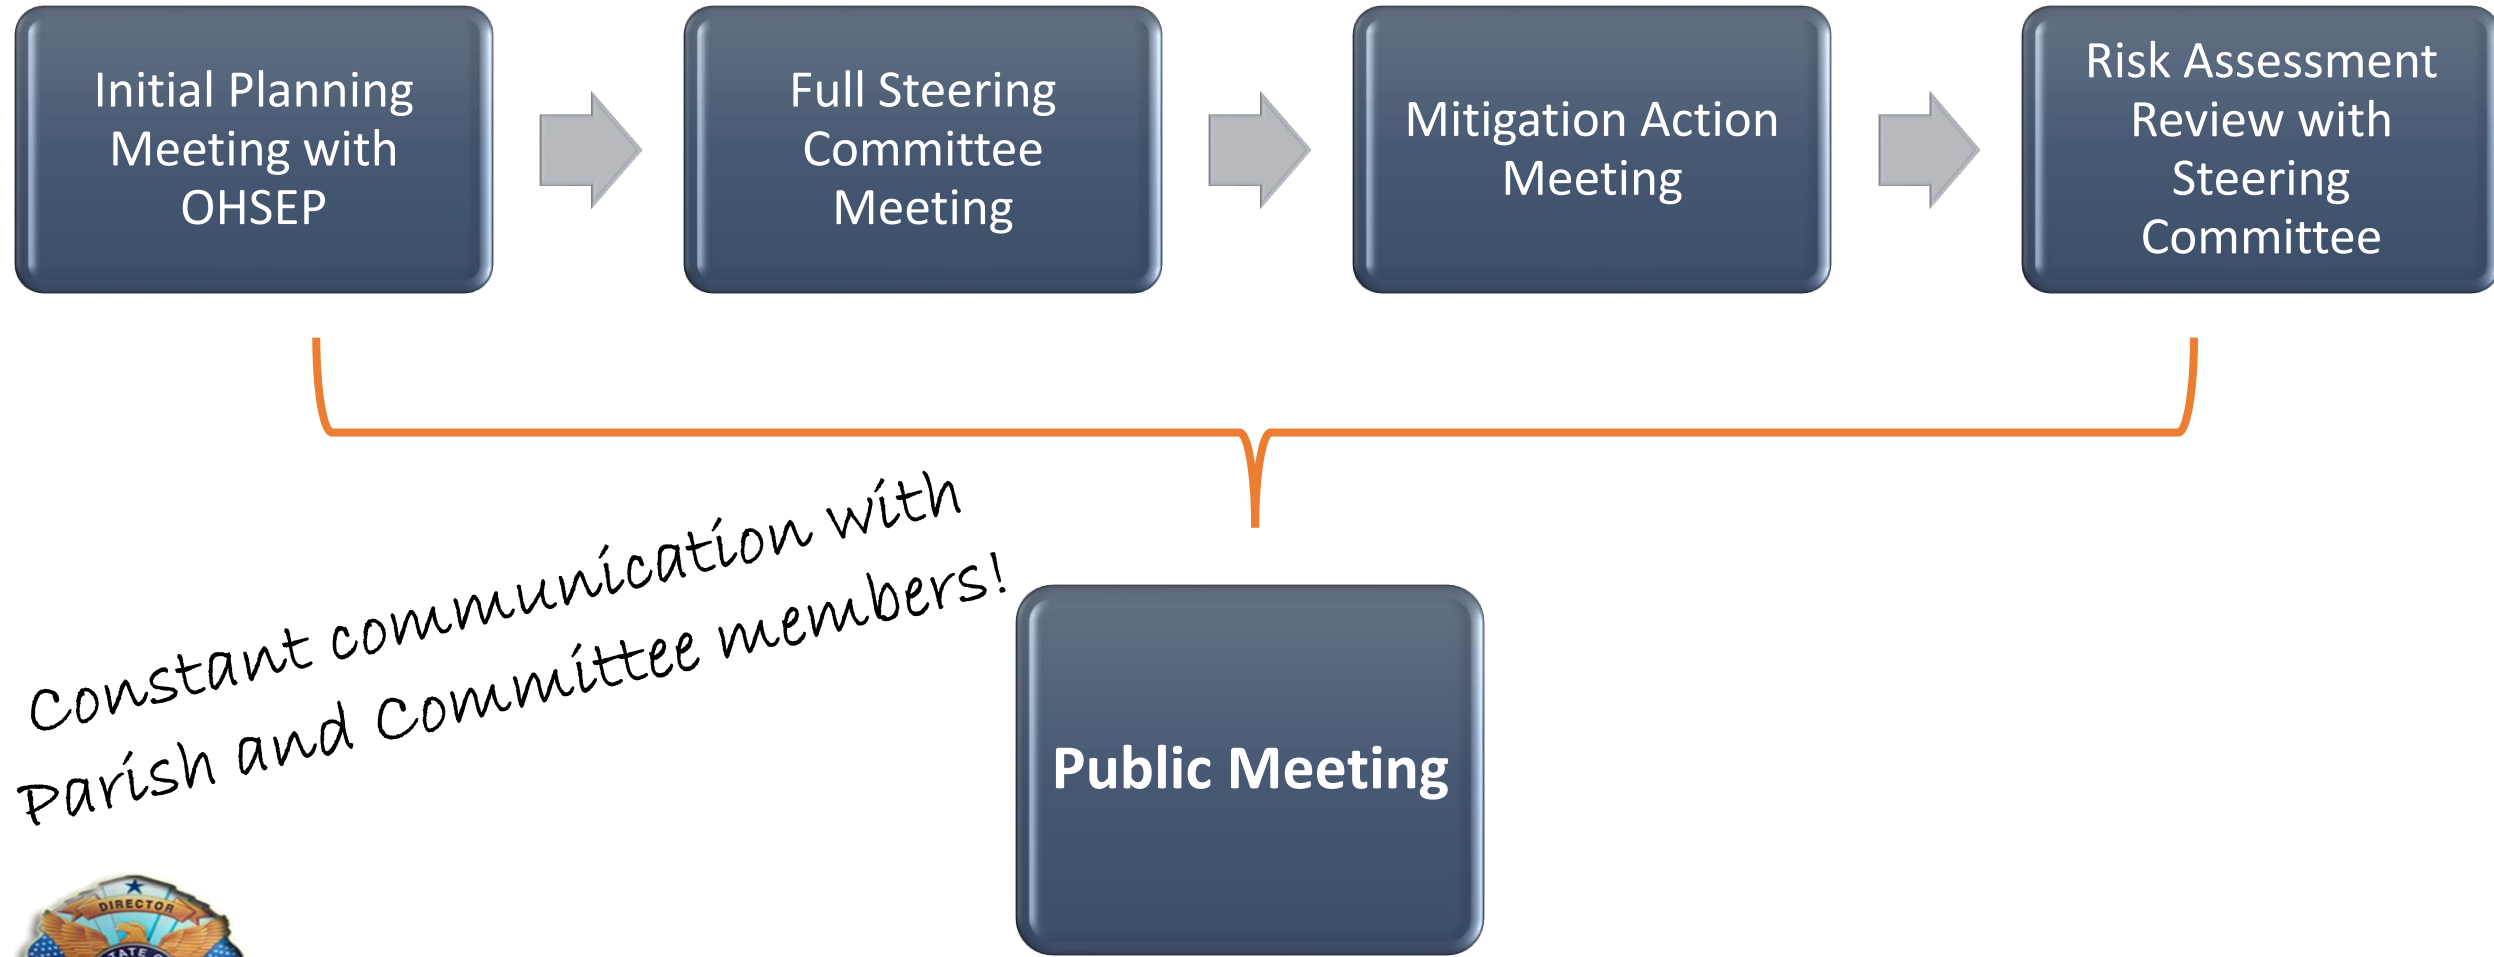 Initial Planning
Meeting with
OHSEP
Full Steering
Committee
Meeting
Mitigation Action
Meeting
Risk Assessment
Review with
Steering
Committee
Constant communication with
Parish and Committee members!
Public Meeting
DIRECTOR
STATE